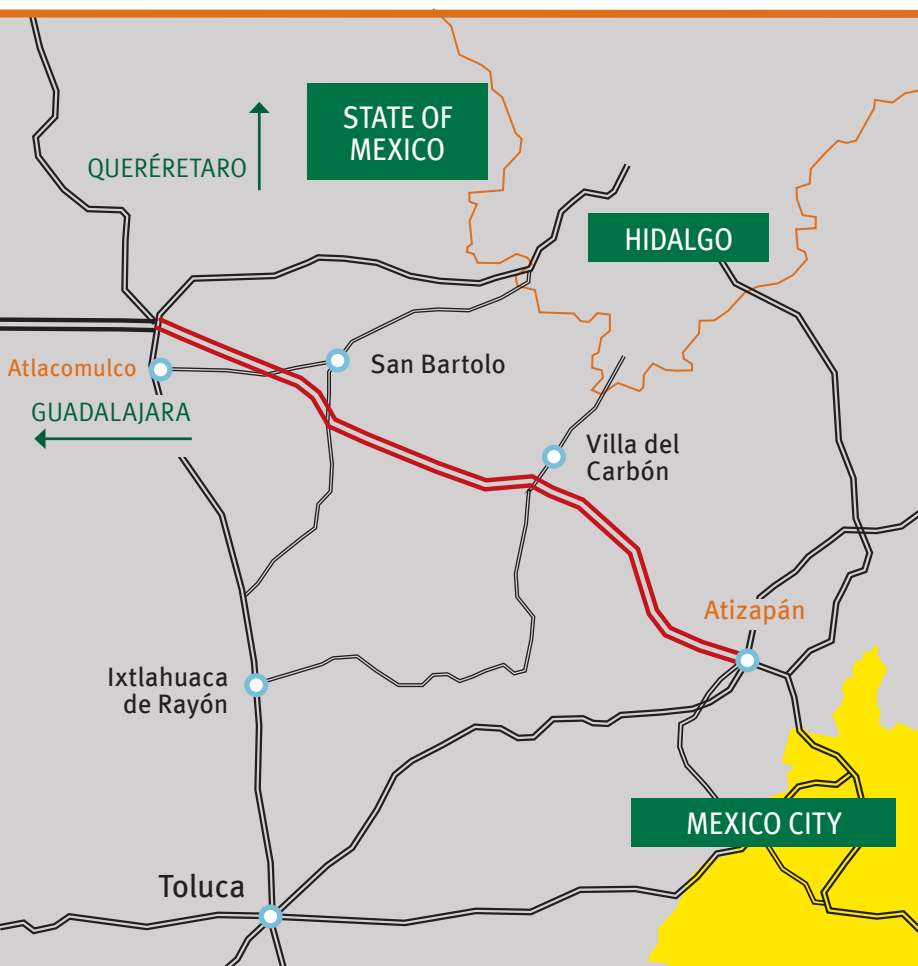 STATE OF
MEXICO
QUERÉRETARO
HIDALGO
San Bartolo
Atlacomulco
GUADALAJARA
Villa del
Carbón
Atizapán
Ixtlahuaca
de Rayón
MEXICO CITY
Toluca